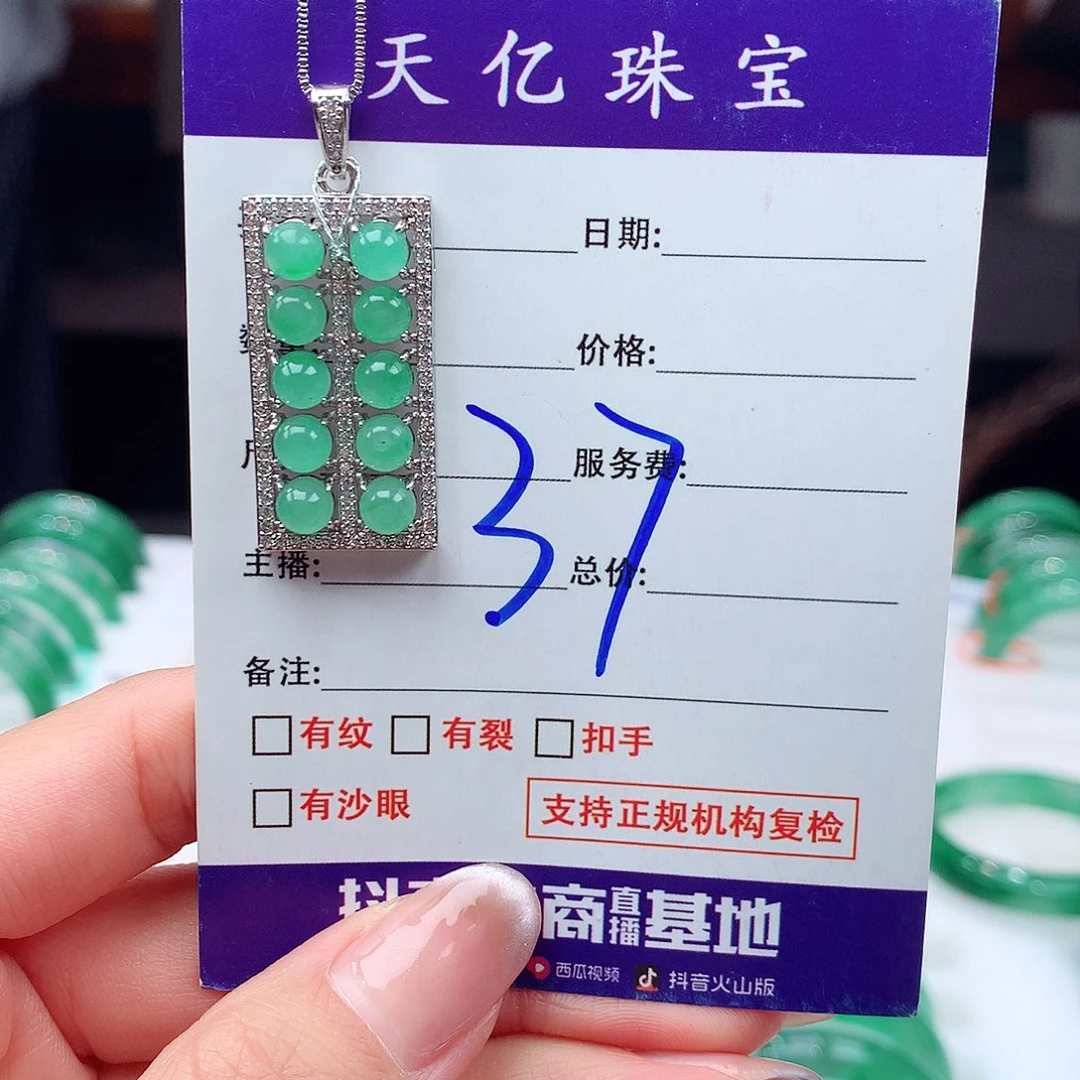 天亿珠宝
日期:
价格:
服务费:
主播: 总价:
37
备注:
有纹 有裂 扣手
有沙眼 支持正规机构复检
商直播基地
西瓜视频 抖音火山版